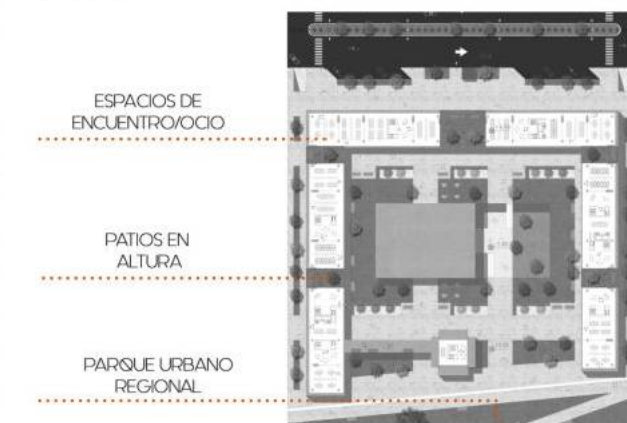 ESPACIOS DE
ENCUENTRO/OCIO
PATIOS EN
ALTURA
PARQUE URBANO
REGIONAL